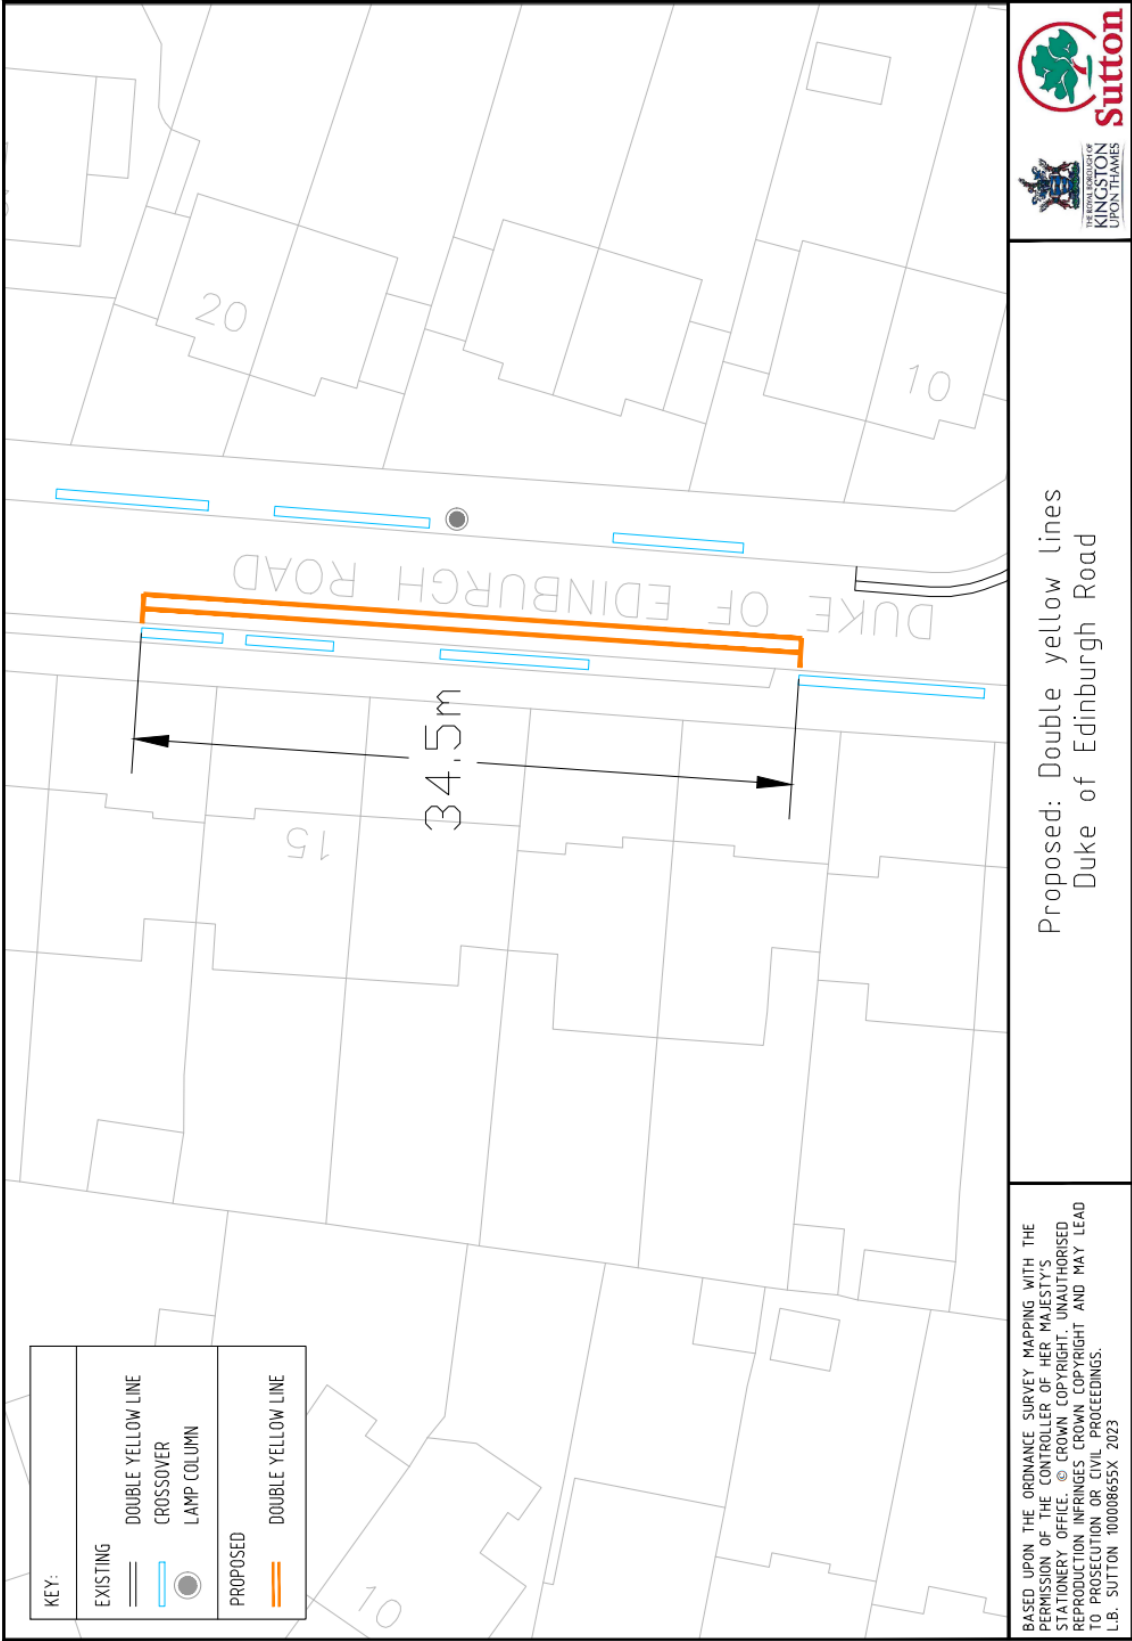 KEY:
EXISTING
DOUBLE YELLOW LINE
CROSSOVER
LAMP COLUMN
PROPOSED
DOUBLE YELLOW LINE
10
15
34.5m
DUKE OF EDINBURGH ROAD
20
10
BASED UPON THE ORDNANCE SURVEY MAPPING WITH THE
PERMISSION OF THE CONTROLLER OF HER MAJESTY'S
STATIONERY OFFICE. © CROWN COPYRIGHT. UNAUTHORISED
REPRODUCTION INFRINGES CROWN COPYRIGHT AND MAY LEAD
TO PROSECUTION OR CIVIL PROCEEDINGS.
L.B. SUTTON 100008655X 2023
Proposed: Double yellow lines
Duke of Edinburgh Road
THE ROYAL BOROUGH OF
KINGSTON
UPON THAMES
Sutton